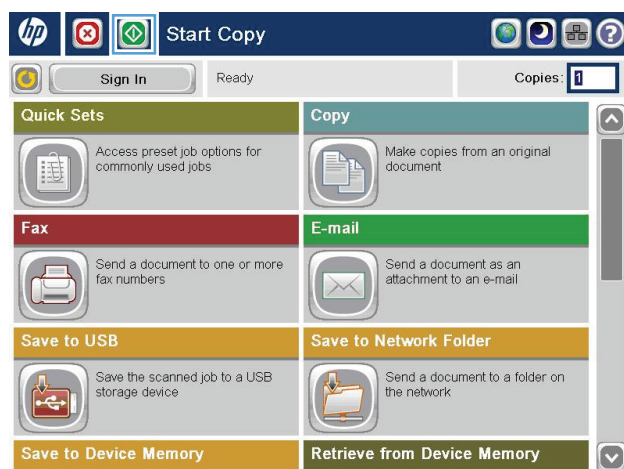 hp
Start Copy
?
Sign In
Ready
Copies: 1
Quick Sets
Access preset job options for
commonly used jobs
Copy
Make copies from an original
document
Fax
Send a document to one or more
fax numbers
E-mail
Send a document as an
attachment to an e-mail
Save to USB
Save the scanned job to a USB
storage device
Save to Network Folder
Send a document to a folder on
the network
Save to Device Memory
Retrieve from Device Memory